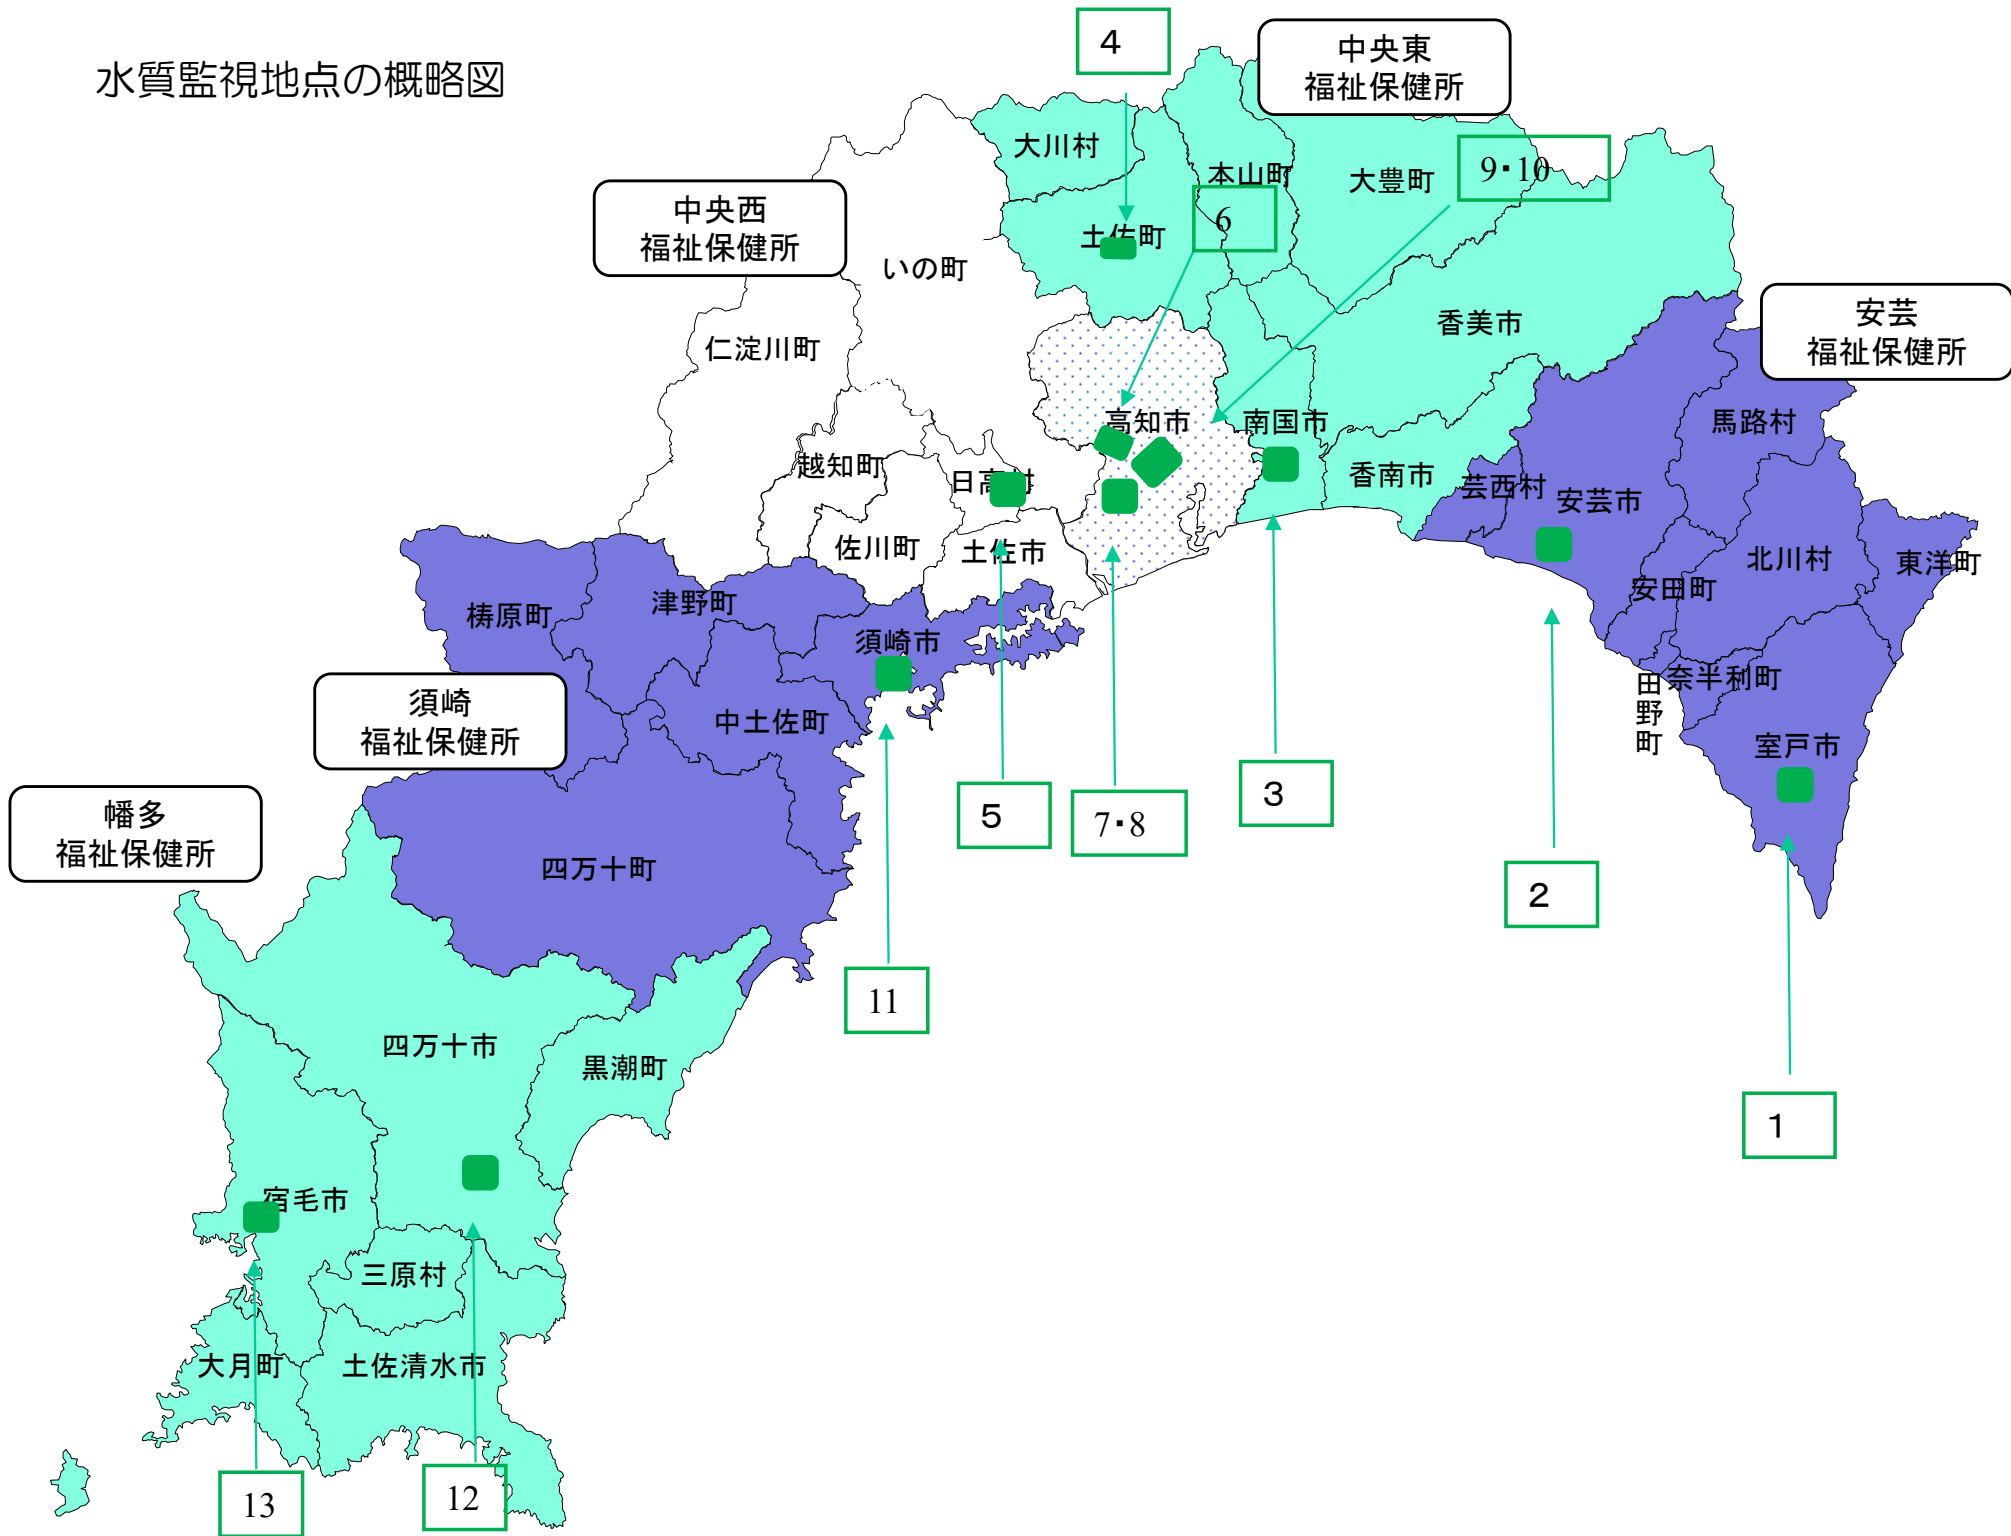 水質監視地点の概略図
4
中央東
福祉保健所
大川村
本山町
大豊町
9・10
中央西
福祉保健所
6
土佐町
いの町
安芸
福祉保健所
仁淀川町
香美市
高知市
南国市
馬路村
越知町
日高村
香南市
芸西村
安芸市
佐川町
土佐市
北川村
東洋町
梼原町
津野町
安田町
須崎市
奈半利町
田野町
須崎
福祉保健所
中土佐町
室戸市
5
7・8
3
幡多
福祉保健所
四万十町
2
11
四万十市
黒潮町
1
宿毛市
三原村
大月町
土佐清水市
13
12